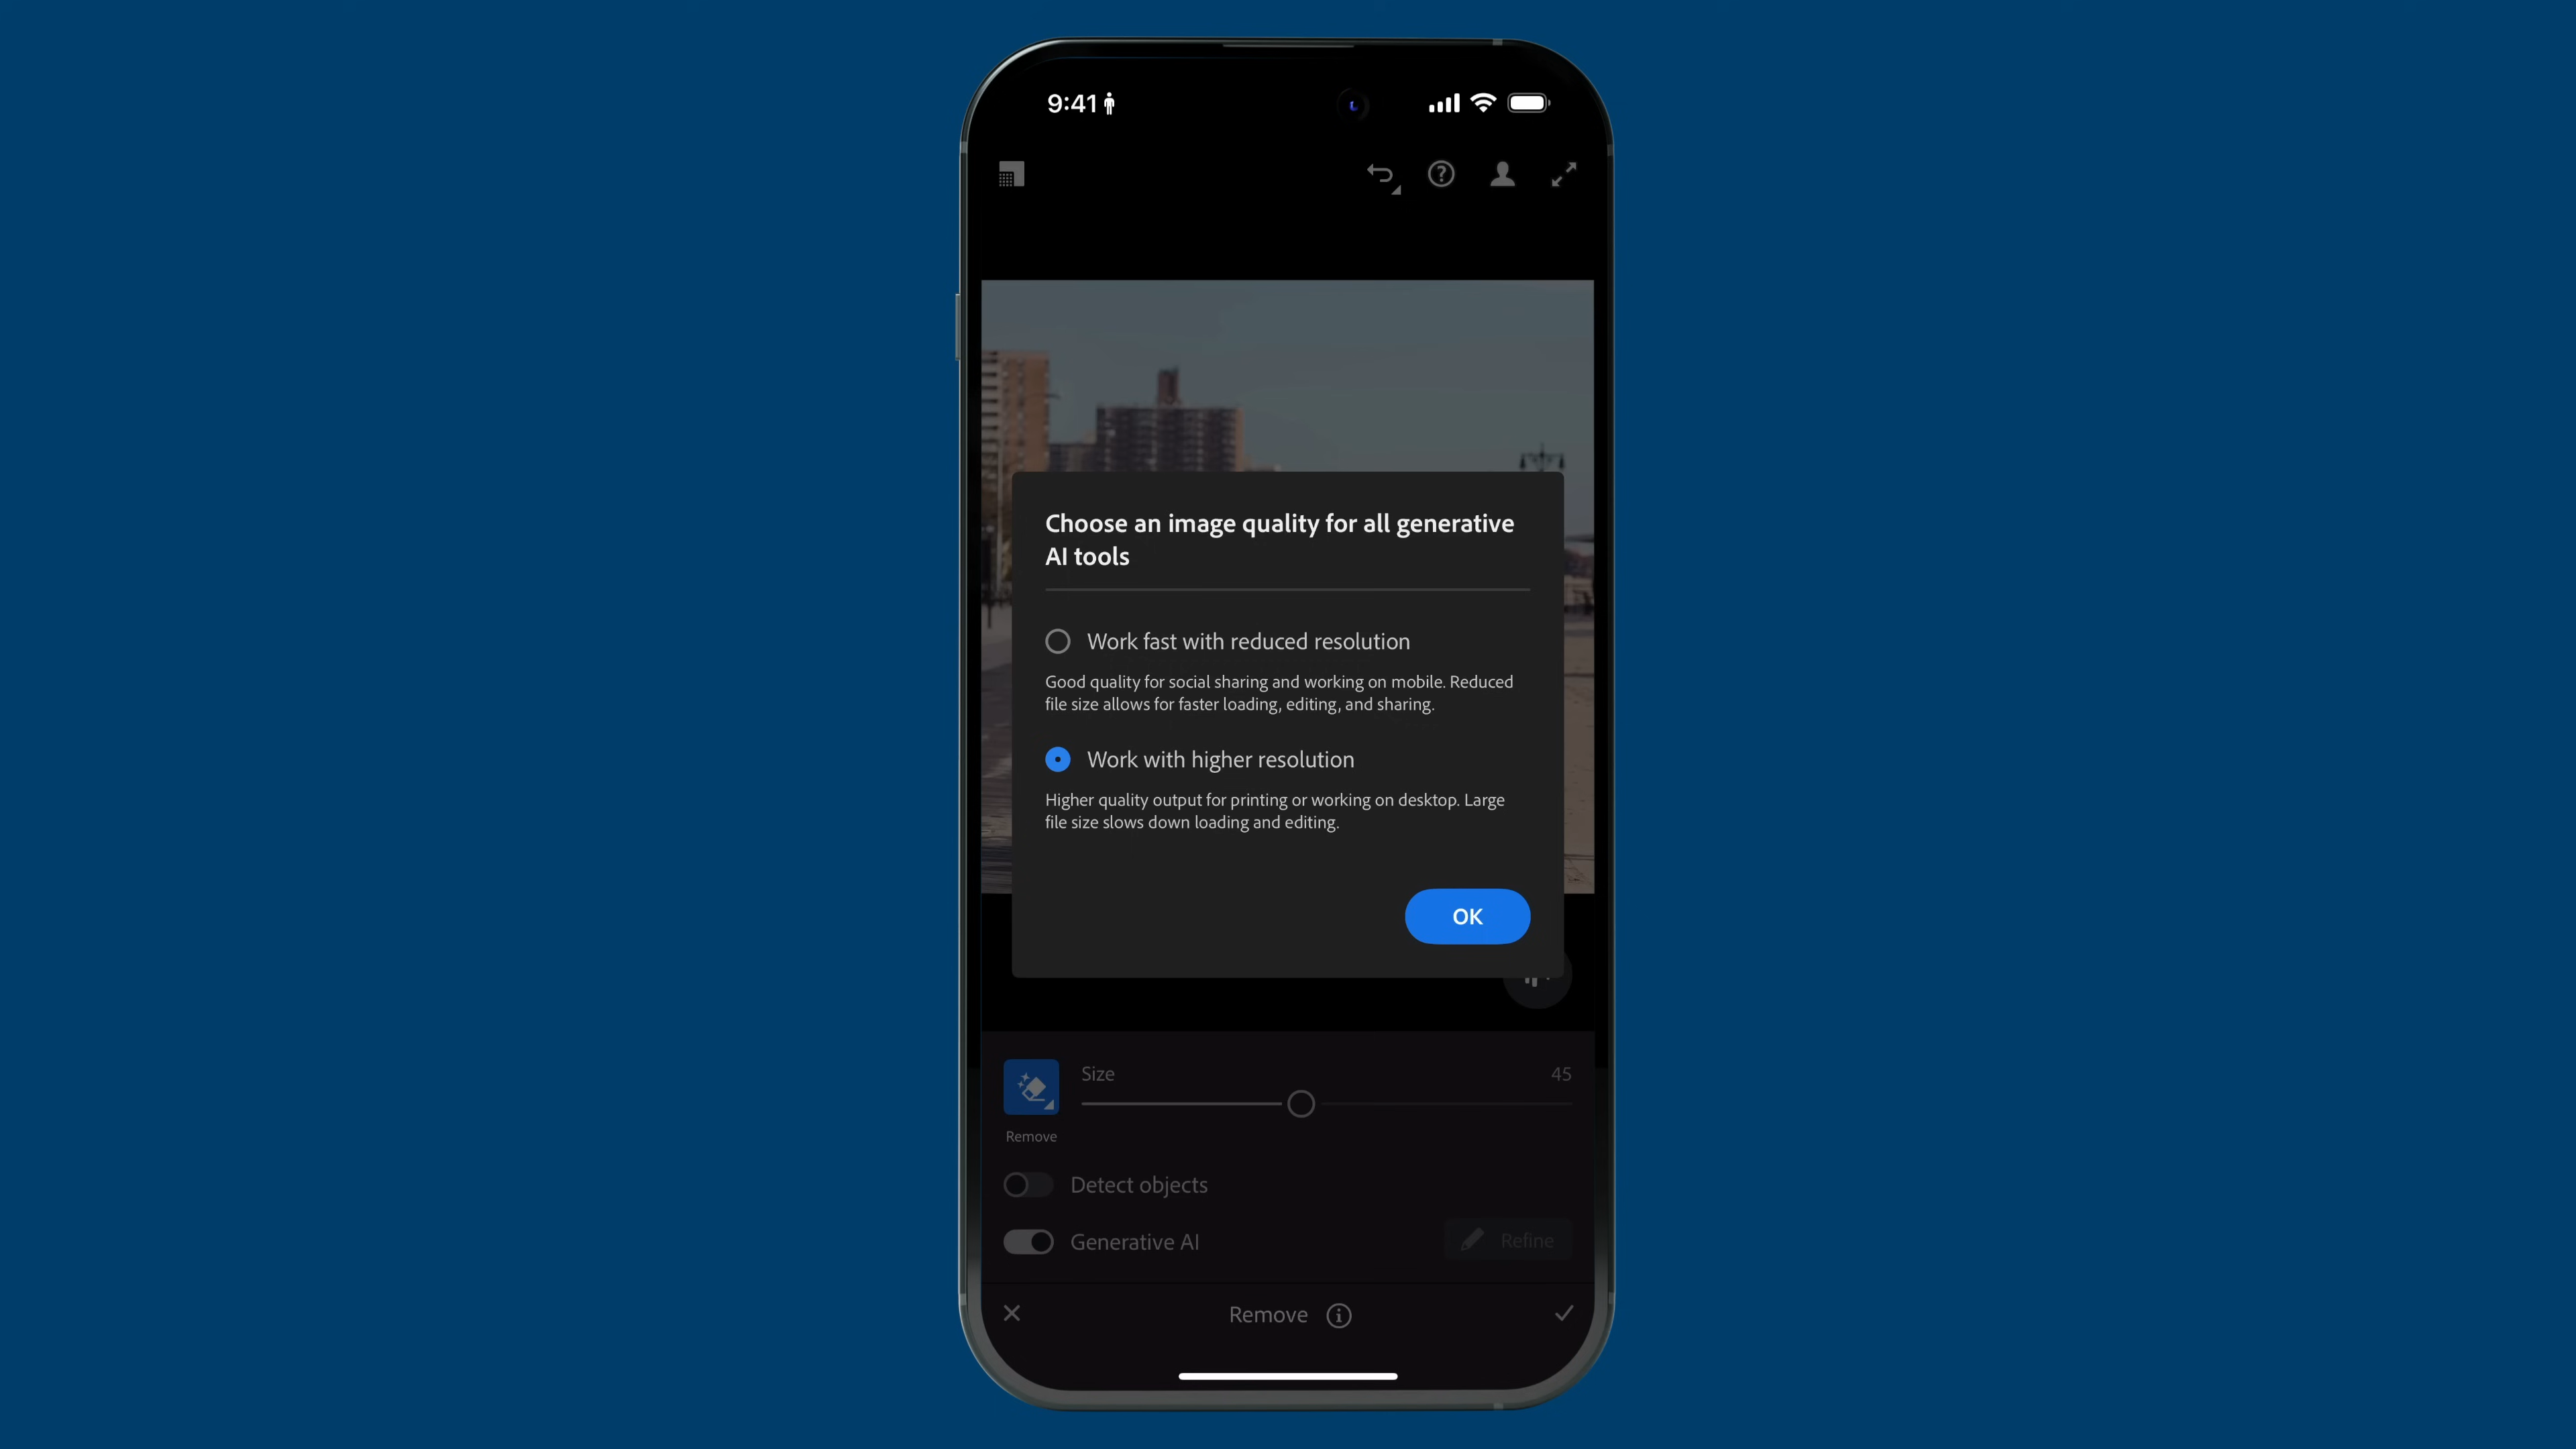 9:41
Choose an image quality for all generative
AI tools
Work fast with reduced resolution
Good quality for social sharing and working on mobile. Reduced
file size allows for faster loading, editing, and sharing.
Work with higher resolution
Higher quality output for printing or working on desktop. Large
file size slows down loading and editing.
OK
Size 45
Remove
Detect objects
Generative AI Refine
Remove